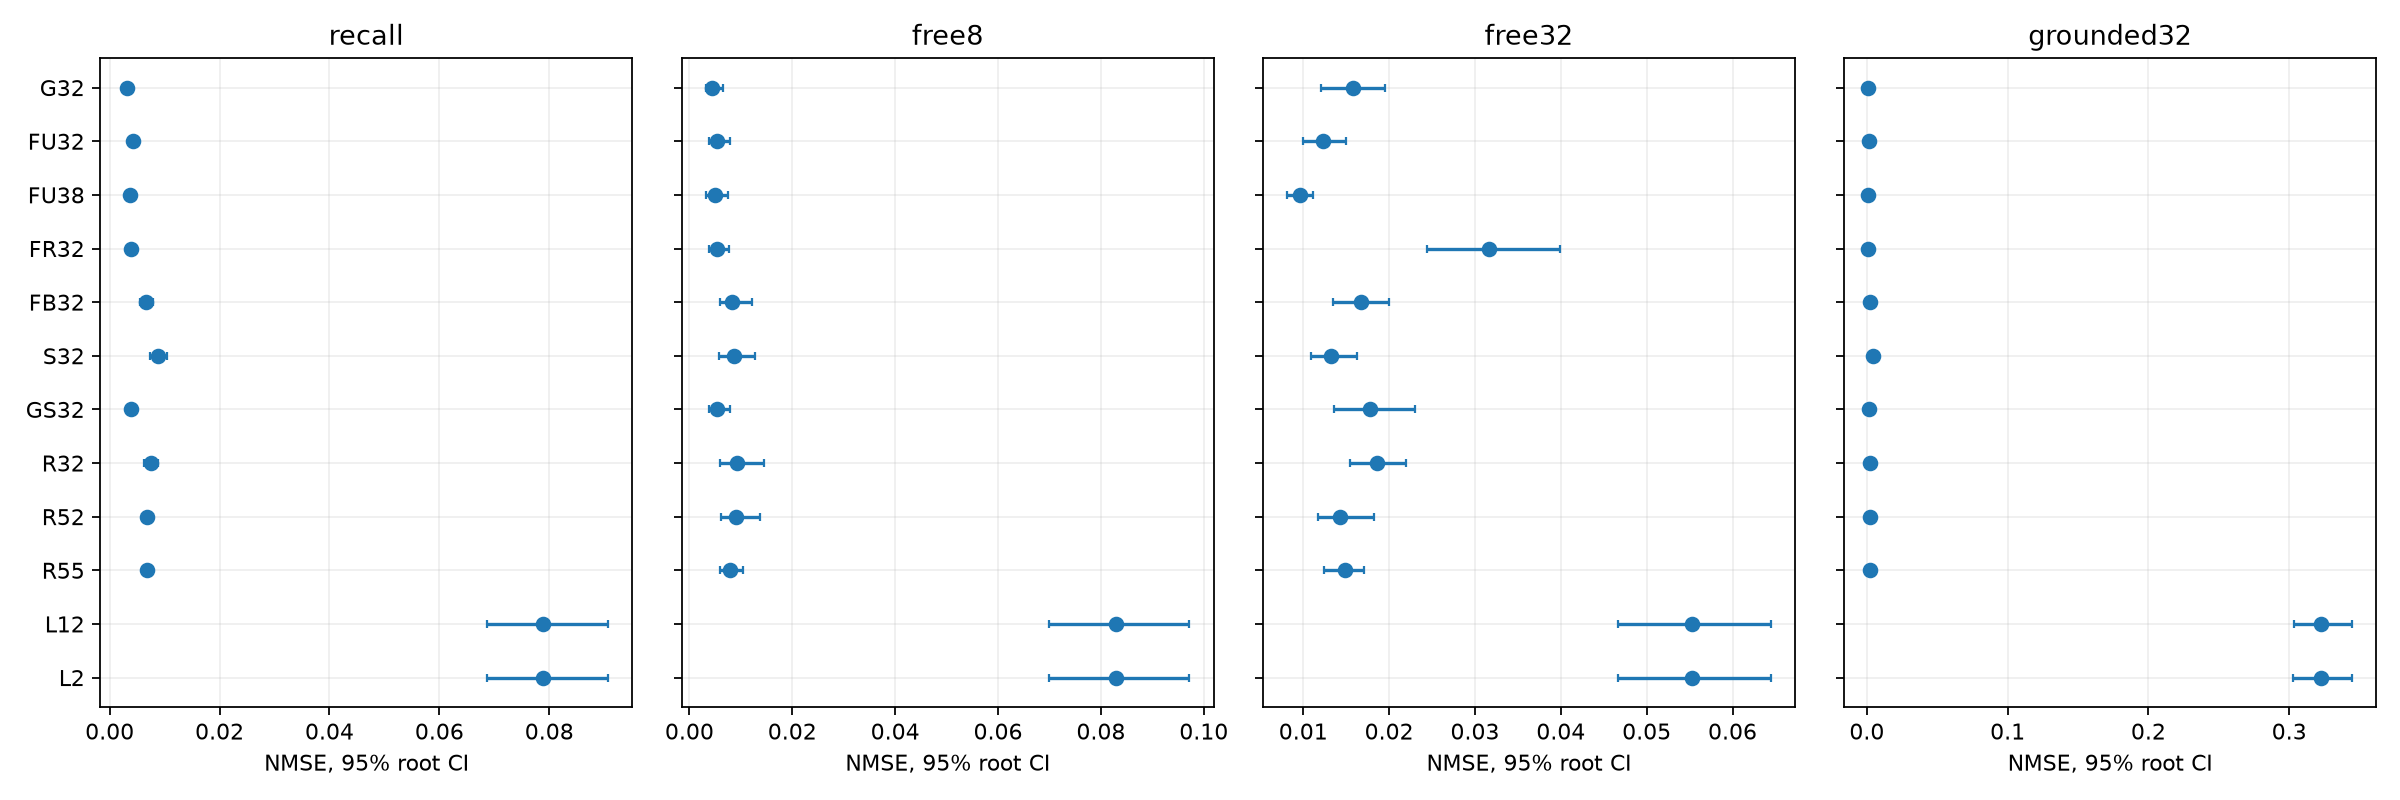 recall
free8
free32
grounded32
G32
FU32
FU38
FR32
FB32
S32
GS32
R32
R52
R55
L12
L2
0.00 0.02 0.04 0.06 0.08
0.00 0.02 0.04 0.06 0.08 0.10
0.01 0.02 0.03 0.04 0.05 0.06
0.0 0.1 0.2 0.3
NMSE, 95% root CI
NMSE, 95% root CI
NMSE, 95% root CI
NMSE, 95% root CI